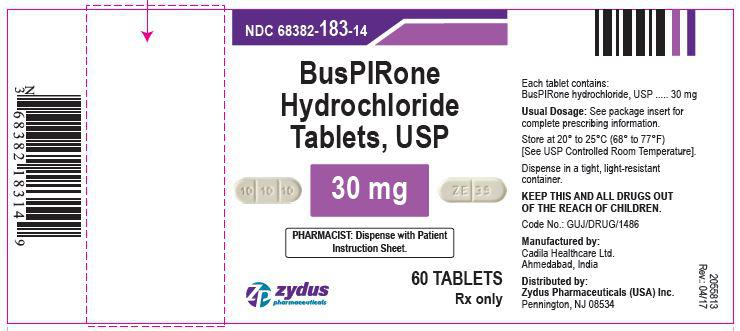 N
3 68382 18314 9
NDC 68382-183-14
BusPIRone
Hydrochloride
Tablets, USP
10 10 10
30 mg
ZE 39
PHARMACIST: Dispense with Patient
Instruction Sheet.
zydus
pharmaceuticals
60 TABLETS
Rx only
Each tablet contains:
BusPIRone hydrochloride, USP ..... 30 mg
Usual Dosage: See package insert for
complete prescribing information.
Store at 20° to 25°C (68° to 77°F)
[See USP Controlled Room Temperature].
Dispense in a tight, light-resistant
container.
KEEP THIS AND ALL DRUGS OUT
OF THE REACH OF CHILDREN.
Code No.: GUJ/DRUG/1486
Manufactured by:
Cadila Healthcare Ltd.
Ahmedabad, India
Distributed by:
Zydus Pharmaceuticals (USA) Inc.
Pennington, NJ 08534
2055813
Rev.: 04/17